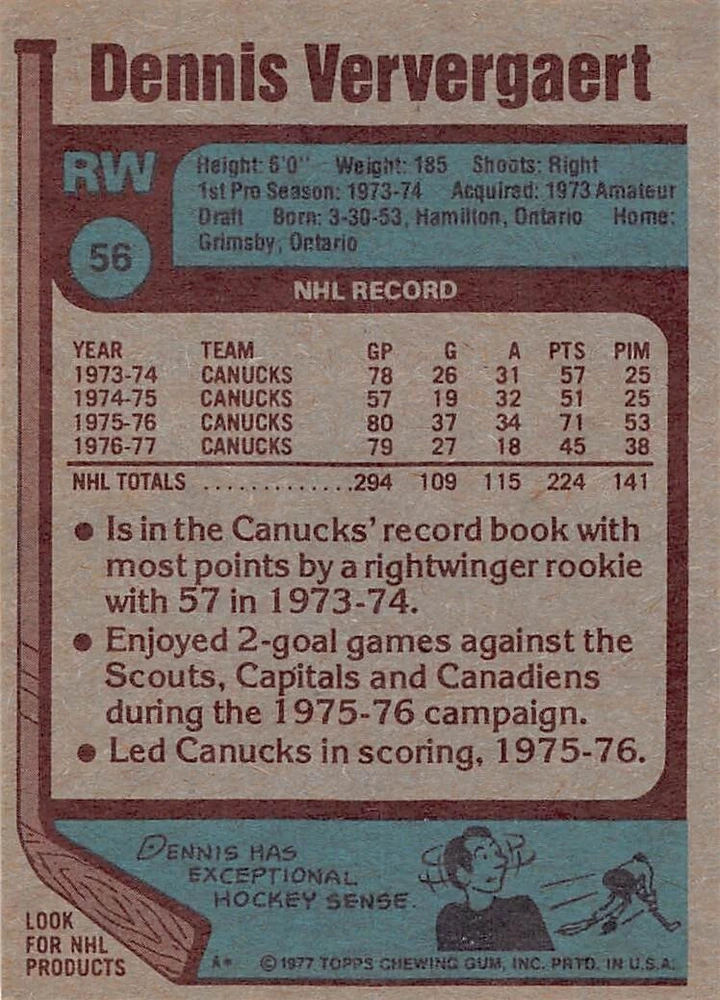 Dennis Ververgaert
RW
56
Height: 6'0" Weight: 185 Shoots: Right
1st Pro Season: 1973-74 Acquired: 1973 Amateur
Draft Born: 3-30-53, Hamilton, Ontario Home:
Grimsby, Ontario
NHL RECORD
YEAR TEAM GP G A PTS PIM
1973-74 CANUCKS 78 26 31 57 25
1974-75 CANUCKS 57 19 32 51 25
1975-76 CANUCKS 80 37 34 71 53
1976-77 CANUCKS 79 27 18 45 38
NHL TOTALS .............294 109 115 224 141
● Is in the Canucks' record book with
most points by a rightwinger rookie
with 57 in 1973-74.
● Enjoyed 2-goal games against the
Scouts, Capitals and Canadiens
during the 1975-76 campaign.
● Led Canucks in scoring, 1975-76.
DENNIS HAS
EXCEPTIONAL
HOCKEY SENSE.
LOOK
FOR NHL
PRODUCTS
A* © 1977 TOPPS CHEWING GUM, INC. PRTD. IN U.S.A.